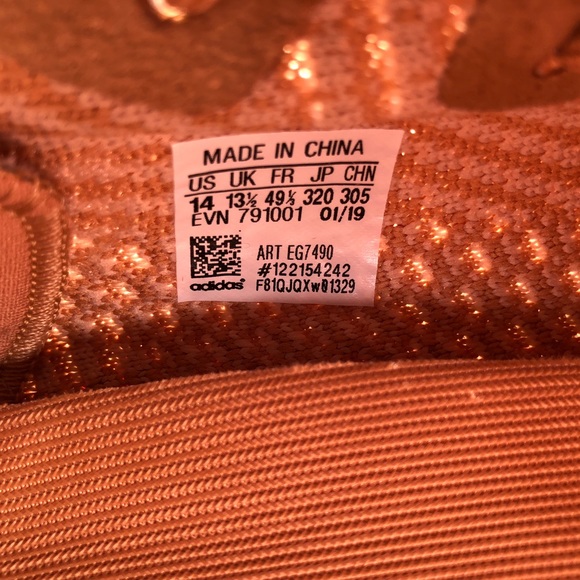 MADE IN CHINA
US UK FR JP CHN
14 13½ 49⅓ 320 305
EVN 791001 01/19
ART EG7490
#122154242
adidas F81QJQXw01329